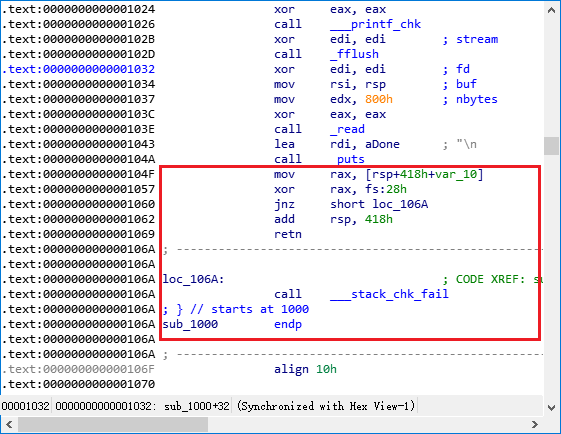 .text:0000000000001024 xor eax, eax
.text:0000000000001026 call ___printf_chk
.text:000000000000102B xor edi, edi ; stream
.text:000000000000102D call _fflush
.text:0000000000001032 xor edi, edi ; fd
.text:0000000000001034 mov rsi, rsp ; buf
.text:0000000000001037 mov edx, 800h ; nbytes
.text:000000000000103C xor eax, eax
.text:000000000000103E call _read
.text:0000000000001043 lea rdi, aDone ; "\n
.text:000000000000104A call _puts
.text:000000000000104F mov rax, [rsp+418h+var_10]
.text:0000000000001057 xor rax, fs:28h
.text:0000000000001060 jnz short loc_106A
.text:0000000000001062 add rsp, 418h
.text:0000000000001069 retn
.text:000000000000106A ; ---------------------------------------------------
.text:000000000000106A
.text:000000000000106A loc_106A: ; CODE XREF: su
.text:000000000000106A call ___stack_chk_fail
.text:000000000000106A ; } // starts at 1000
.text:000000000000106A sub_1000 endp
.text:000000000000106A
.text:000000000000106A ; ---------------------------------------------------
.text:000000000000106F align 10h
.text:0000000000001070
00001032 0000000000001032: sub_1000+32 (Synchronized with Hex View-1)